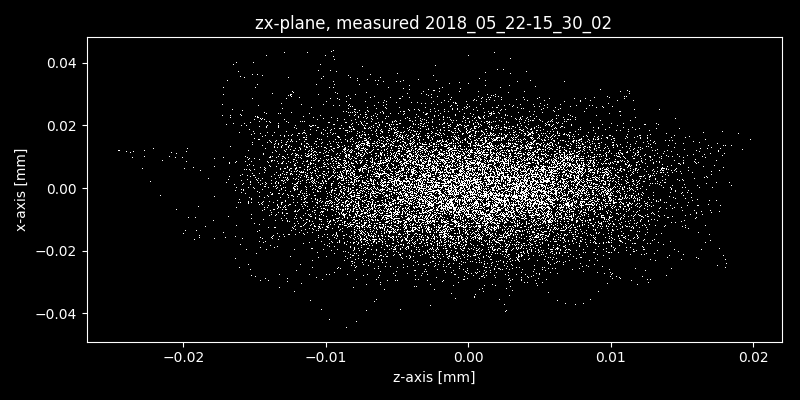 zx-plane, measured 2018_05_22-15_30_02
0.04
0.02
0.00
−0.02
−0.04
x-axis [mm]
−0.02 −0.01 0.00 0.01 0.02
z-axis [mm]